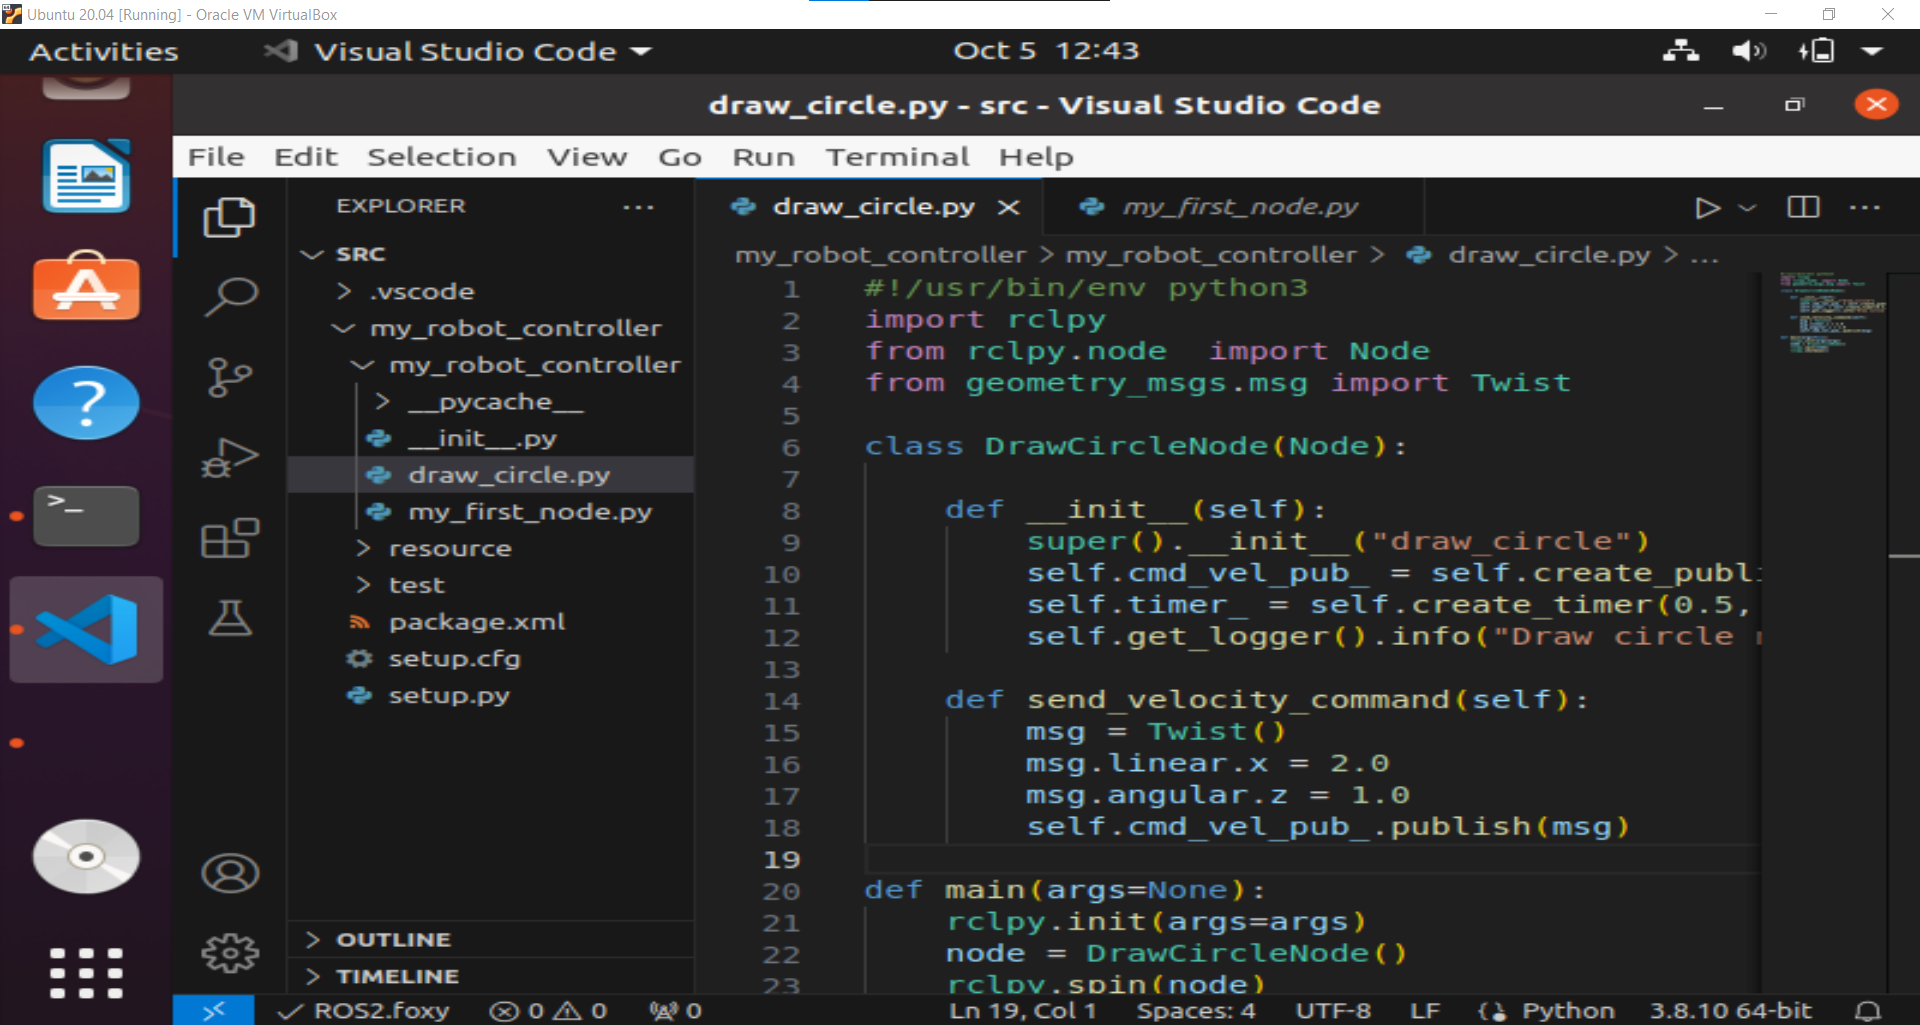 Ubuntu 20.04 [Running] - Oracle VM VirtualBox
Activities Visual Studio Code Oct 5 12:43
draw_circle.py - src - Visual Studio Code
File Edit Selection View Go Run Terminal Help
EXPLORER ...
SRC
.vscode
my_robot_controller
my_robot_controller
__pycache__
__init__.py
draw_circle.py
my_first_node.py
resource
test
package.xml
setup.cfg
setup.py
OUTLINE
TIMELINE
draw_circle.py my_first_node.py
my_robot_controller > my_robot_controller > draw_circle.py > ...
1 #!/usr/bin/env python3
2 import rclpy
3 from rclpy.node  import Node
4 from geometry_msgs.msg import Twist
5
6 class DrawCircleNode(Node):
7
8     def __init__(self):
9         super().__init__("draw_circle")
10         self.cmd_vel_pub_ = self.create_publ
11         self.timer_ = self.create_timer(0.5,
12         self.get_logger().info("Draw circle
13
14     def send_velocity_command(self):
15         msg = Twist()
16         msg.linear.x = 2.0
17         msg.angular.z = 1.0
18         self.cmd_vel_pub_.publish(msg)
19
20 def main(args=None):
21     rclpy.init(args=args)
22     node = DrawCircleNode()
23     rclpy.spin(node)
ROS2.foxy 0 0 0 Ln 19, Col 1 Spaces: 4 UTF-8 LF Python 3.8.10 64-bit